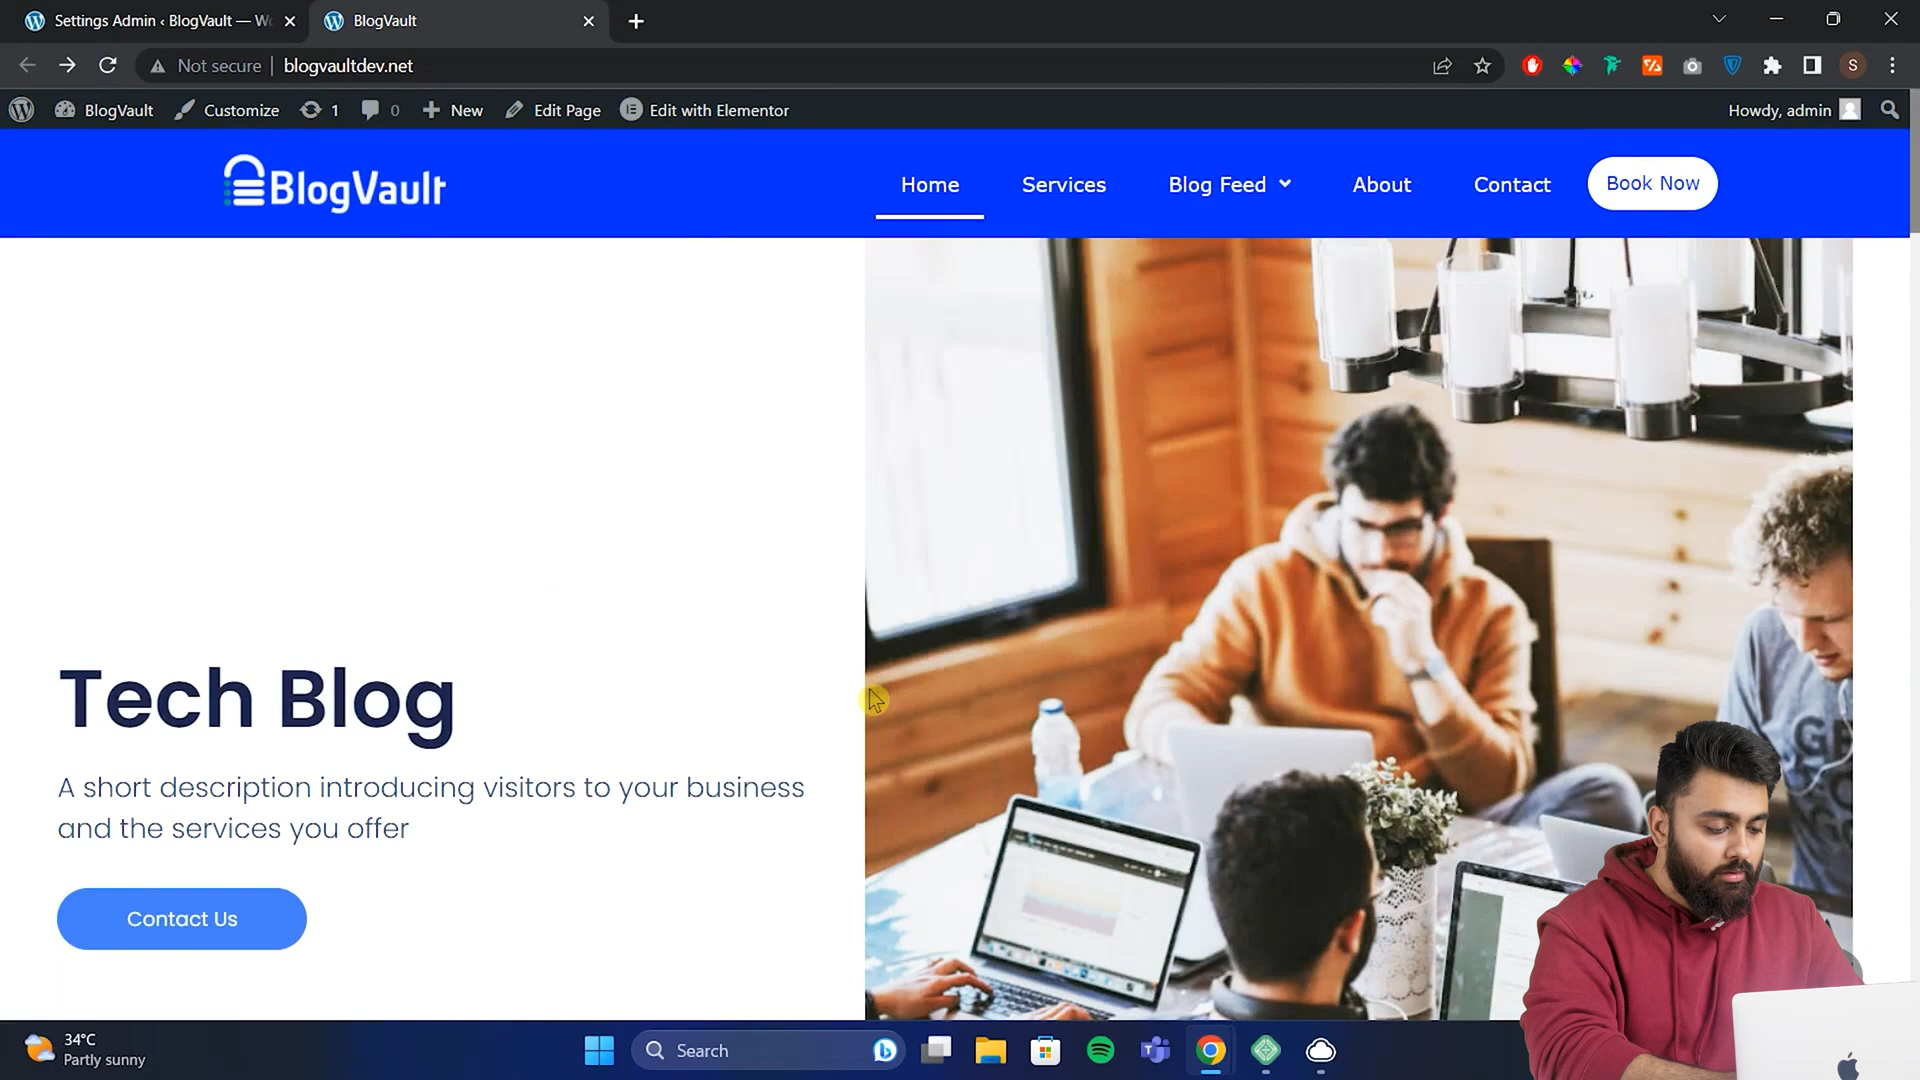 Settings Admin ‹ BlogVault — W
BlogVault
Not secure
blogvaultdev.net
S
BlogVault
Customize
1
0
New
Edit Page
Edit with Elementor
Howdy, admin
BlogVault
Home
Services
Blog Feed
About
Contact
Book Now
Tech Blog
A short description introducing visitors to your business
and the services you offer
Contact Us
34°C
Partly sunny
Search